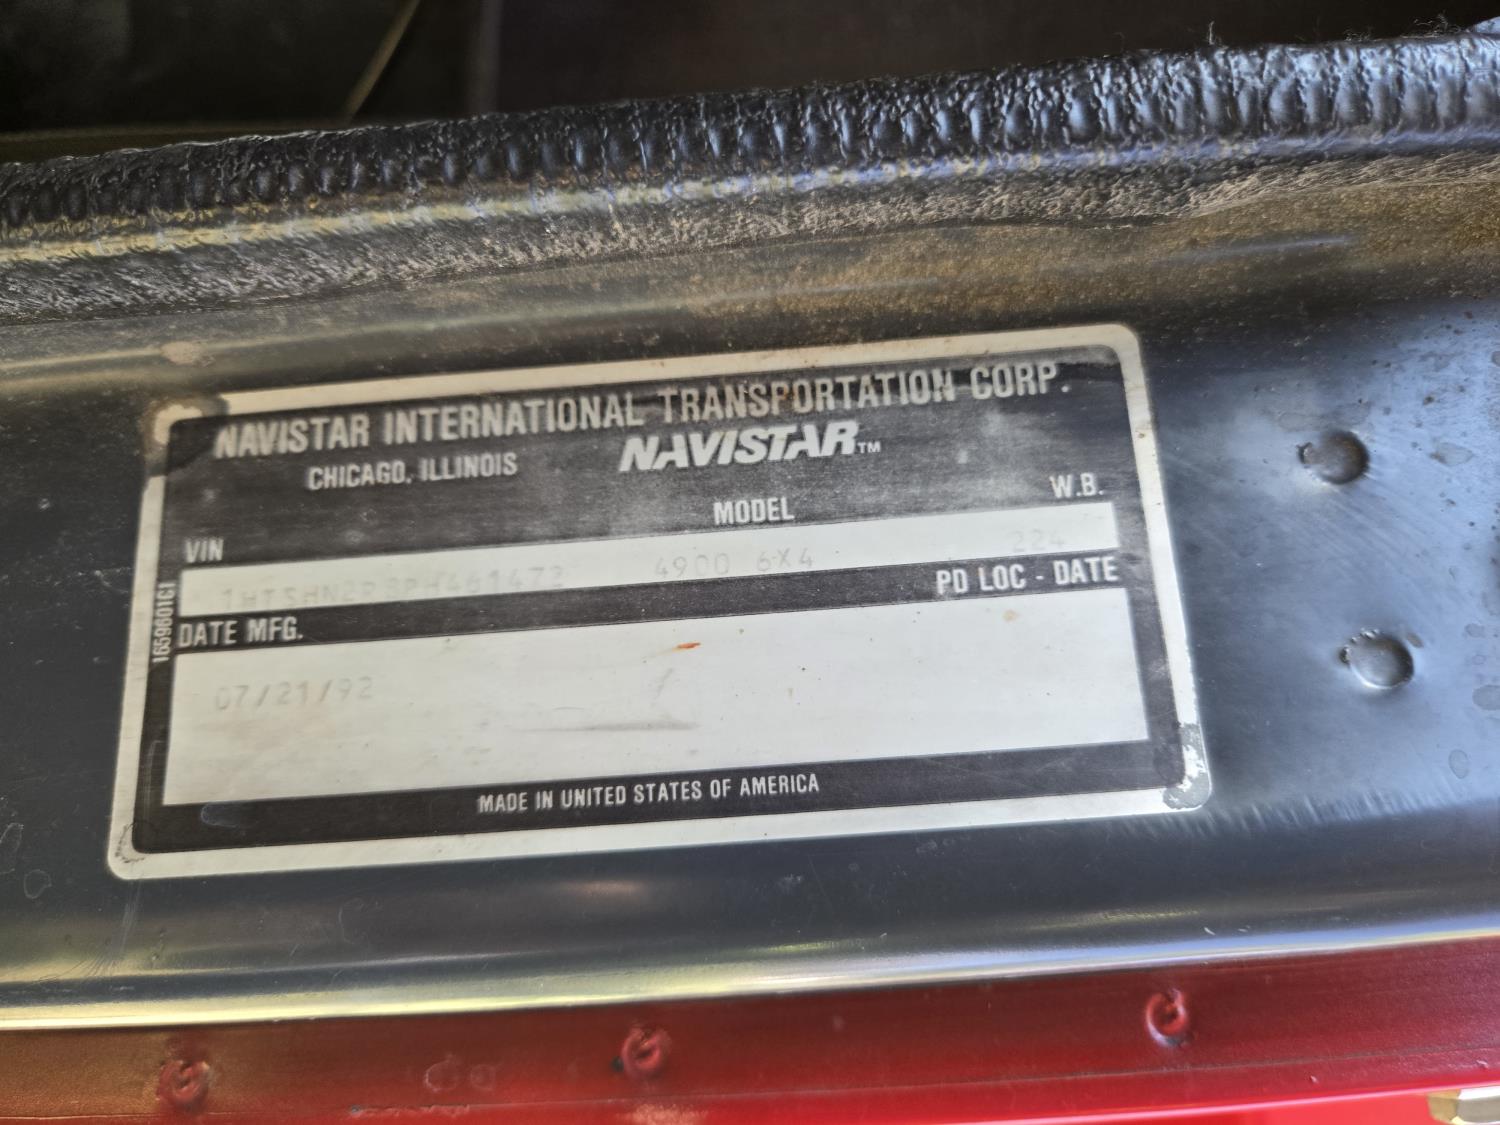 NAVISTAR INTERNATIONAL TRANSPORTATION CORP.
CHICAGO, ILLINOIS
NAVISTAR™
VIN MODEL W.B.
4900 6X4 224
1659601C1
DATE MFG. PD LOC - DATE
07/21/92
MADE IN UNITED STATES OF AMERICA